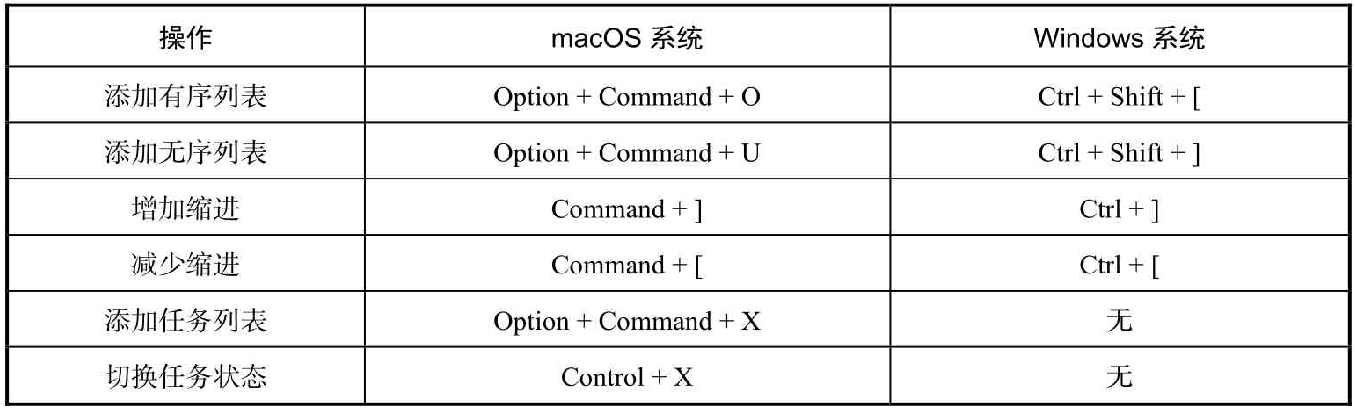 操作 macOS 系统 Windows 系统
添加有序列表 Option + Command + O Ctrl + Shift + [
添加无序列表 Option + Command + U Ctrl + Shift + ]
增加缩进 Command + ] Ctrl + ]
减少缩进 Command + [ Ctrl + [
添加任务列表 Option + Command + X 无
切换任务状态 Control + X 无